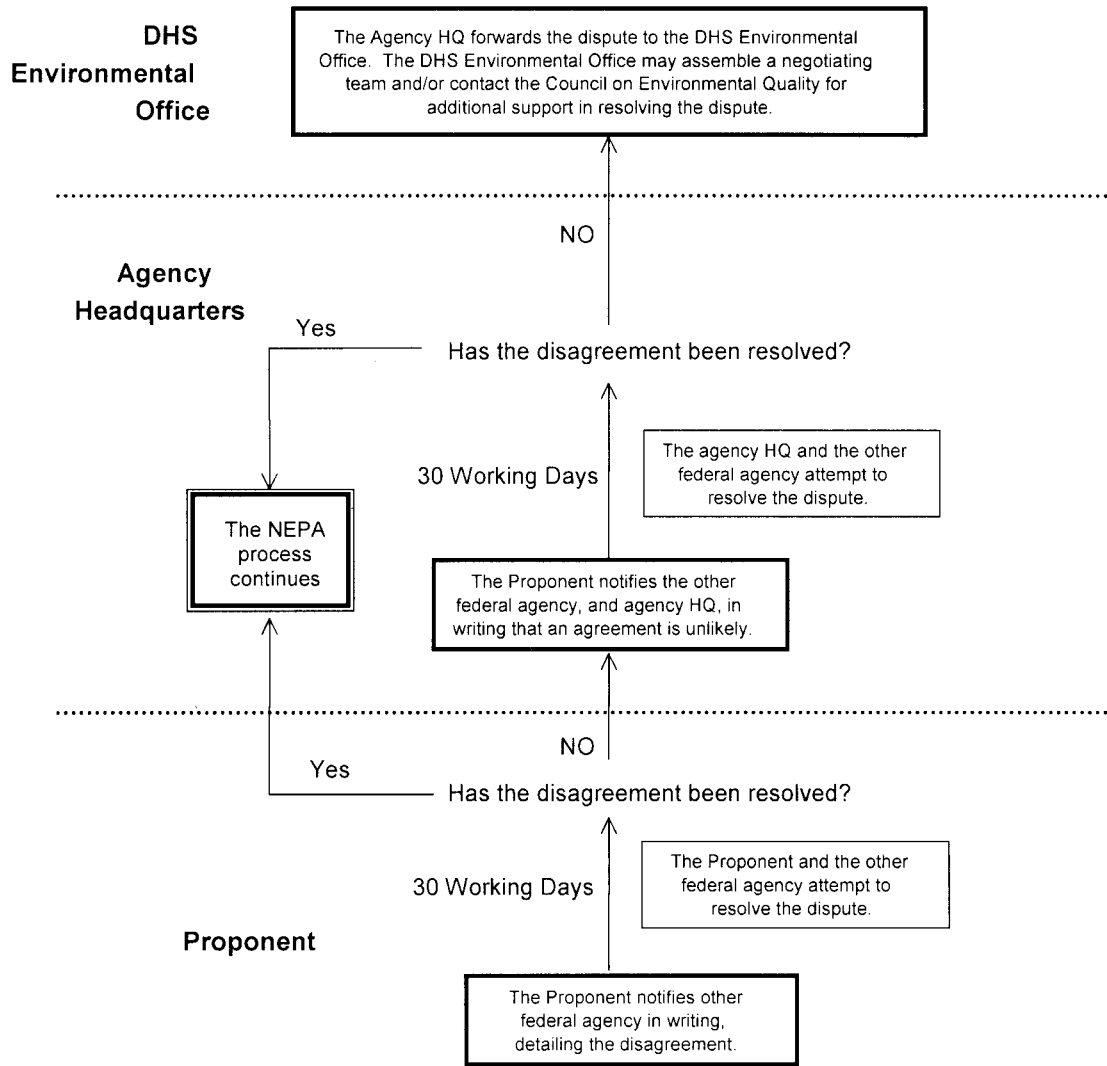 DHS
Environmental
Office
The Agency HQ forwards the dispute to the DHS Environmental
Office. The DHS Environmental Office may assemble a negotiating
team and/or contact the Council on Environmental Quality for
additional support in resolving the dispute.
NO
Agency
Headquarters
Yes
Has the disagreement been resolved?
30 Working Days
The agency HQ and the other
federal agency attempt to
resolve the dispute.
The NEPA
process
continues
The Proponent notifies the other
federal agency, and agency HQ, in
writing that an agreement is unlikely.
NO
Yes
Has the disagreement been resolved?
30 Working Days
The Proponent and the other
federal agency attempt to
resolve the dispute.
Proponent
The Proponent notifies other
federal agency in writing,
detailing the disagreement.